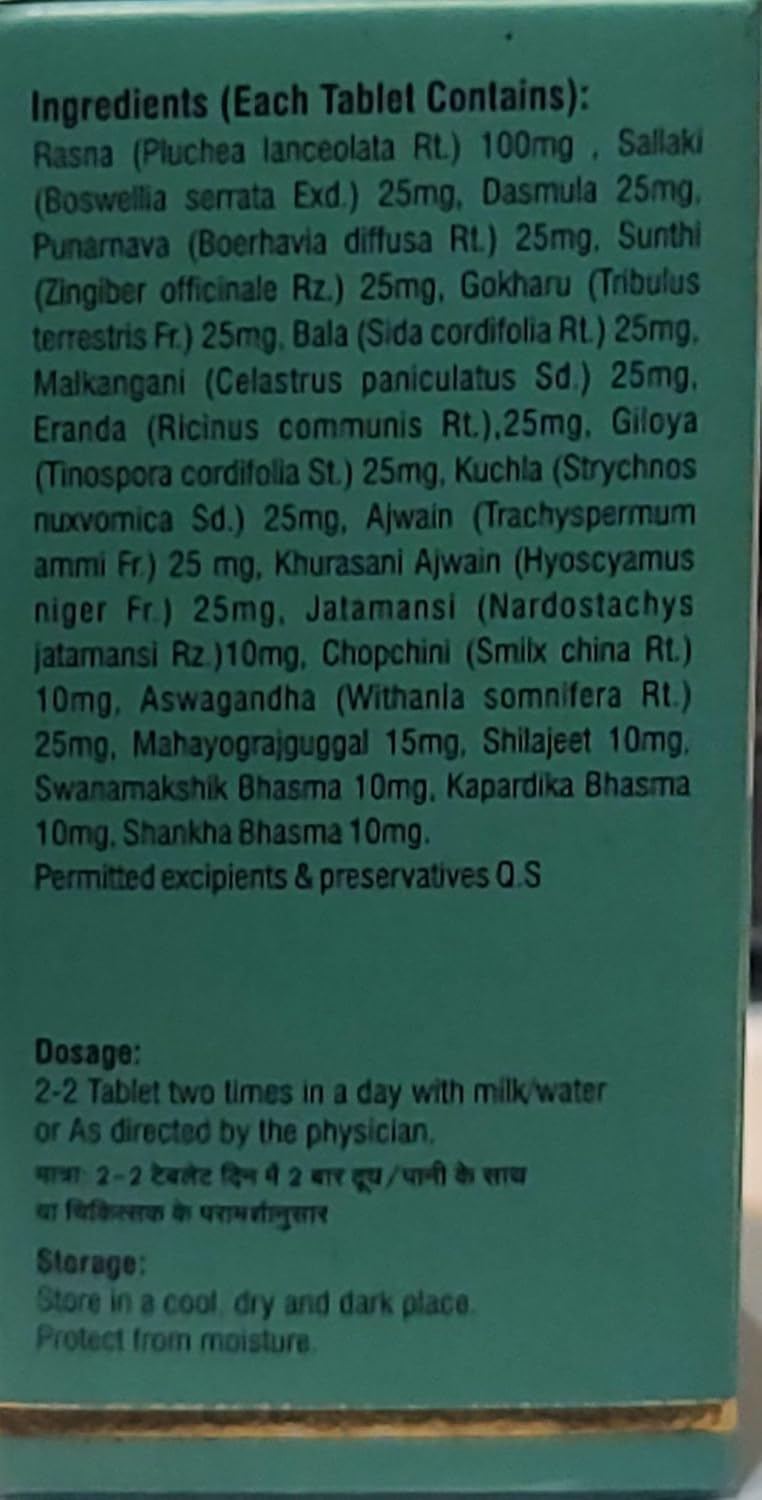 Ingredients (Each Tablet Contains):
Rasna (Pluchea lanceolata Rt.) 100mg , Sallaki
(Boswellia serrata Exd.) 25mg, Dasmula 25mg,
Punarnava (Boerhavia diffusa Rt.) 25mg, Sunthi
(Zingiber officinale Rz.) 25mg, Gokharu (Tribulus
terrestris Fr.) 25mg, Bala (Sida cordifolia Rt.) 25mg,
Malkangani (Celastrus paniculatus Sd.) 25mg,
Eranda (Ricinus communis Rt.),25mg, Giloya
(Tinospora cordifolia St.) 25mg, Kuchla (Strychnos
nuxvomica Sd.) 25mg, Ajwain (Trachyspermum
ammi Fr.) 25 mg, Khurasani Ajwain (Hyoscyamus
niger Fr.) 25mg, Jatamansi (Nardostachys
jatamansi Rz.)10mg, Chopchini (Smilx china Rt.)
10mg, Aswagandha (Withania somnifera Rt.)
25mg, Mahayograjguggal 15mg, Shilajeet 10mg,
Swanamakshik Bhasma 10mg, Kapardika Bhasma
10mg, Shankha Bhasma 10mg.
Permitted excipients & preservatives Q.S
Dosage:
2-2 Tablet two times in a day with milk/water
or As directed by the physician.
मात्रा: 2-2 टेबलेट दिन में 2 बार दूध/पानी के साथ
या चिकित्सक के परामर्शानुसार
Storage:
Store in a cool, dry and dark place.
Protect from moisture.